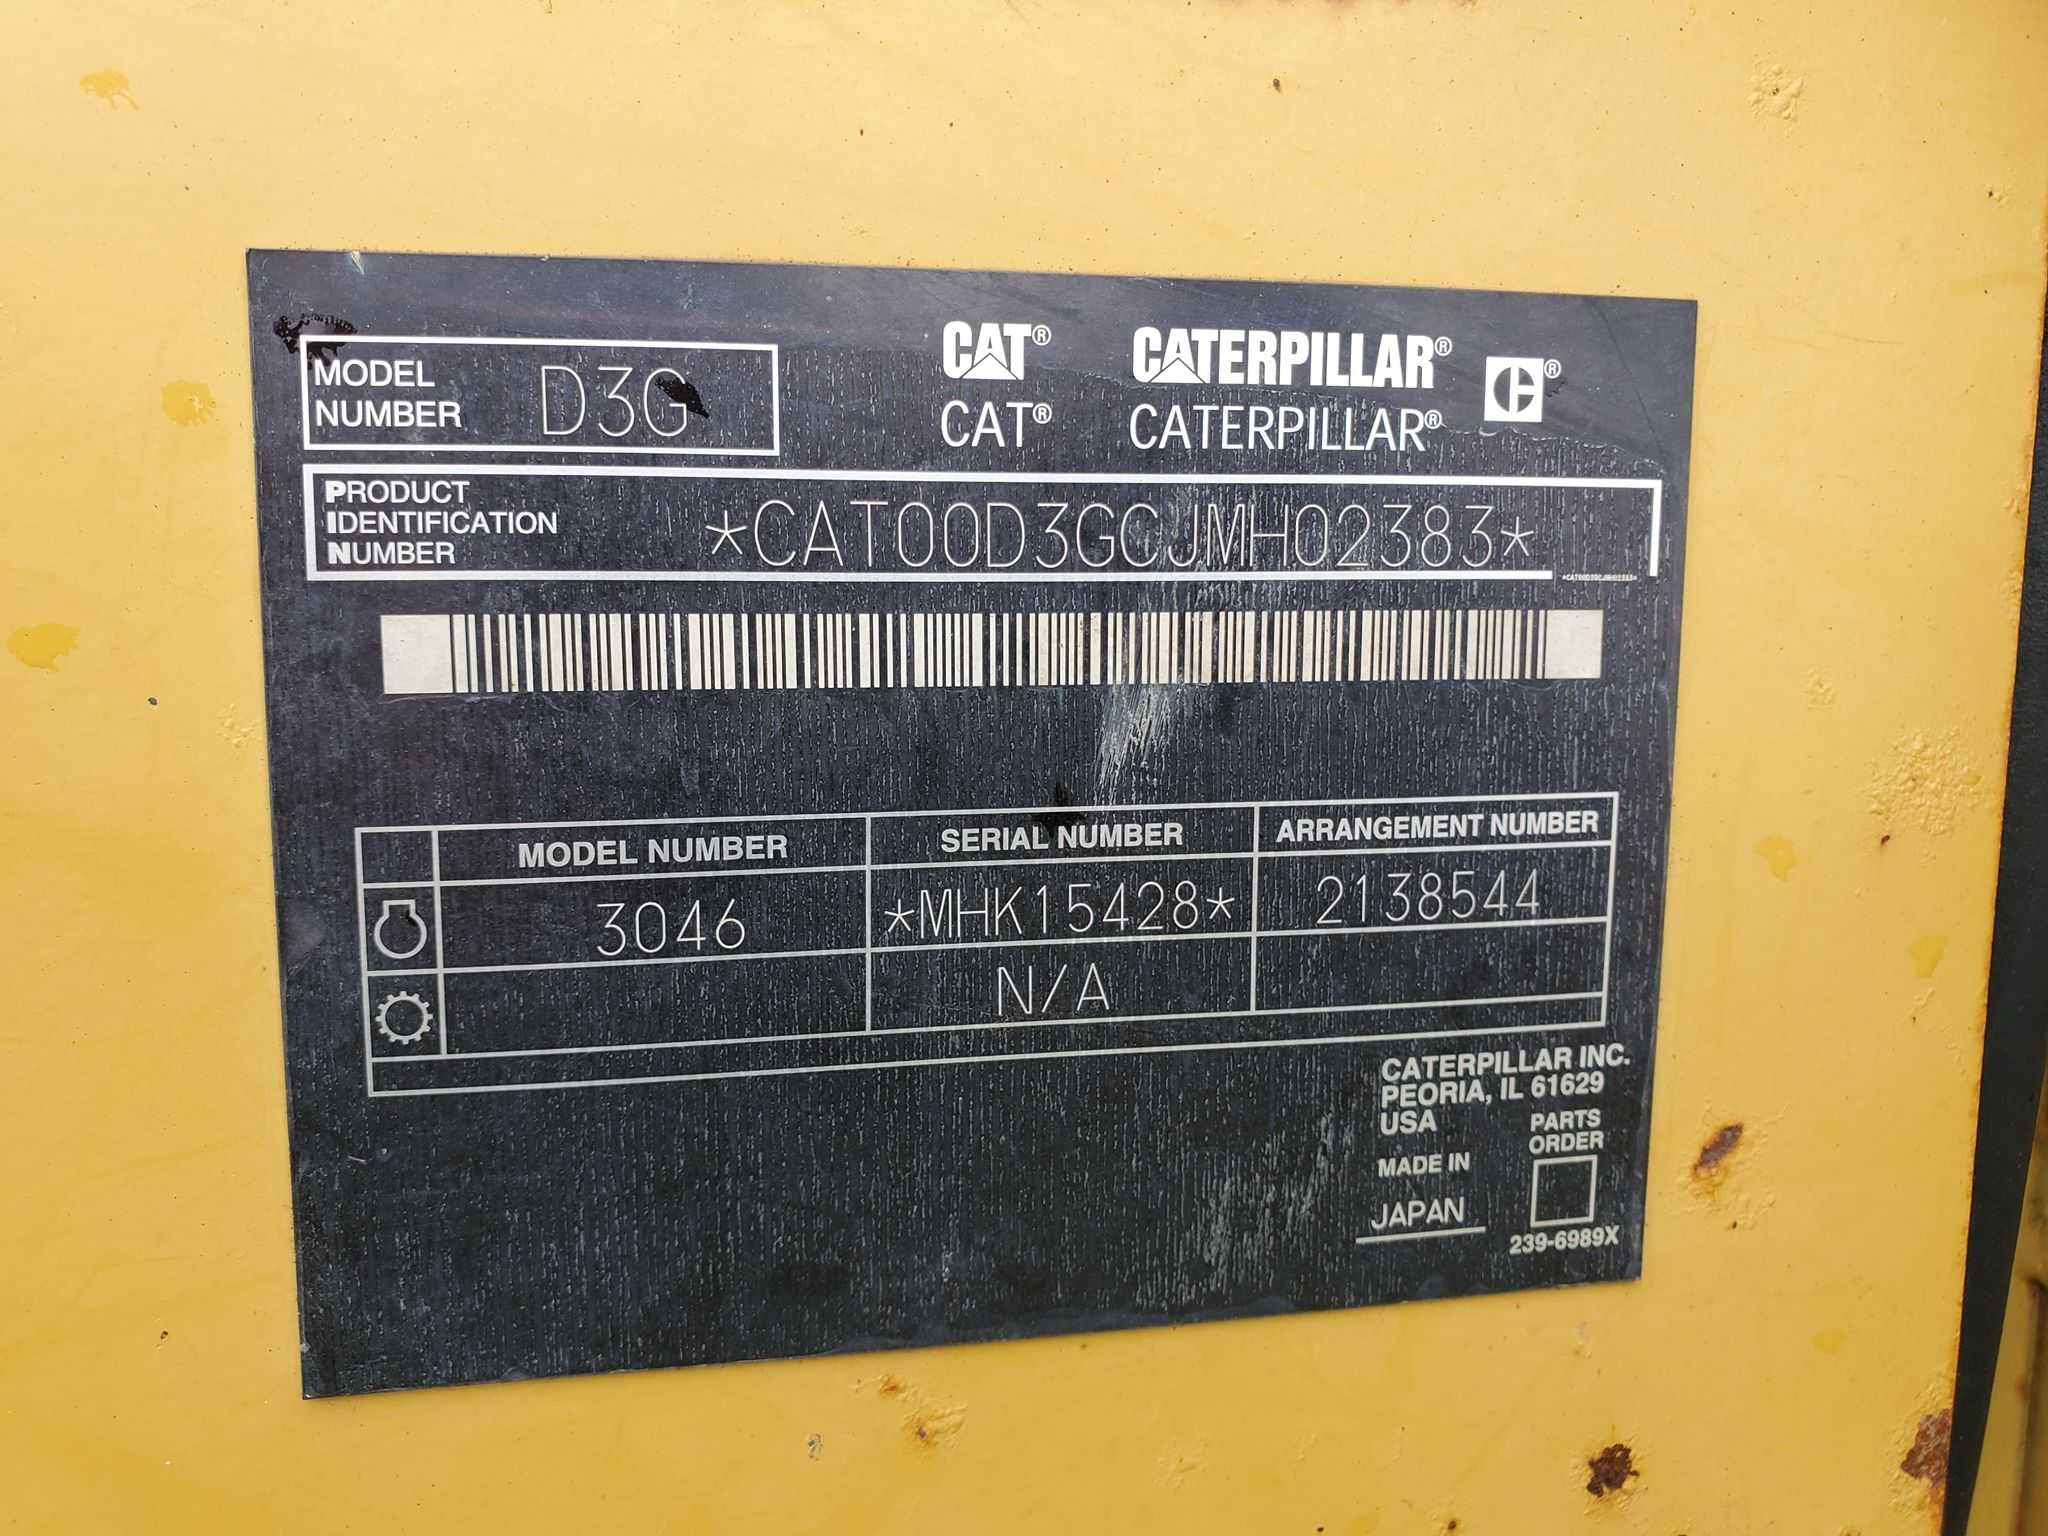 MODEL NUMBER D3G
CAT® CATERPILLAR® C®
CAT® CATERPILLAR®
PRODUCT IDENTIFICATION NUMBER *CAT00D3GCJMH02383*
*CAT00D3GCJMH02383*
MODEL NUMBER SERIAL NUMBER ARRANGEMENT NUMBER
3046 *MHK15428* 2138544
N/A
CATERPILLAR INC.
PEORIA, IL 61629
USA
PARTS ORDER
MADE IN
JAPAN
239-6989X